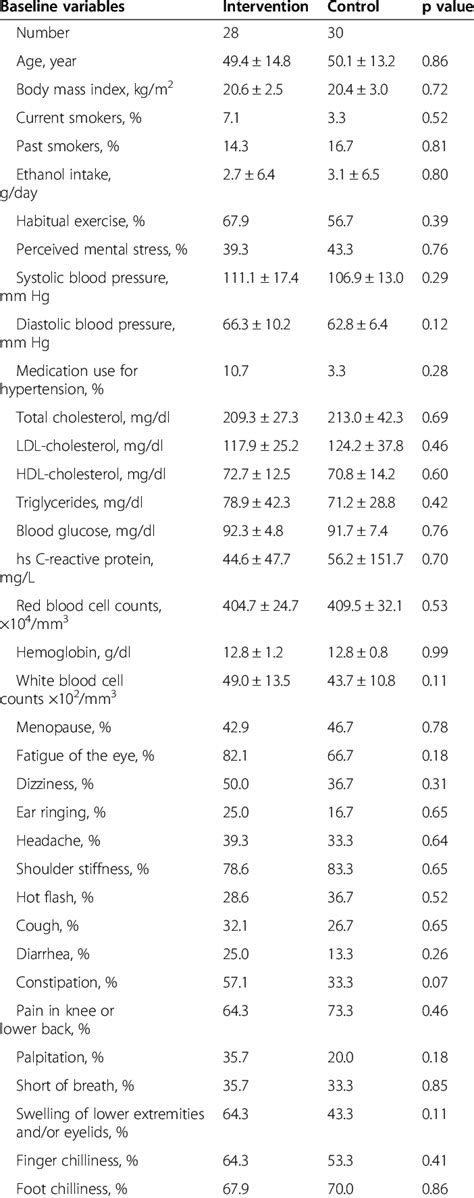 Baseline variables Intervention Control p value
Number 28 30
Age, year 49.4 ± 14.8 50.1 ± 13.2 0.86
Body mass index, kg/m² 20.6 ± 2.5 20.4 ± 3.0 0.72
Current smokers, % 7.1 3.3 0.52
Past smokers, % 14.3 16.7 0.81
Ethanol intake, 2.7 ± 6.4 3.1 ± 6.5 0.80
g/day
Habitual exercise, % 67.9 56.7 0.39
Perceived mental stress, % 39.3 43.3 0.76
Systolic blood pressure, 111.1 ± 17.4 106.9 ± 13.0 0.29
mm Hg
Diastolic blood pressure, 66.3 ± 10.2 62.8 ± 6.4 0.12
mm Hg
Medication use for 10.7 3.3 0.28
hypertension, %
Total cholesterol, mg/dl 209.3 ± 27.3 213.0 ± 42.3 0.69
LDL-cholesterol, mg/dl 117.9 ± 25.2 124.2 ± 37.8 0.46
HDL-cholesterol, mg/dl 72.7 ± 12.5 70.8 ± 14.2 0.60
Triglycerides, mg/dl 78.9 ± 42.3 71.2 ± 28.8 0.42
Blood glucose, mg/dl 92.3 ± 4.8 91.7 ± 7.4 0.76
hs C-reactive protein, 44.6 ± 47.7 56.2 ± 151.7 0.70
mg/L
Red blood cell counts, 404.7 ± 24.7 409.5 ± 32.1 0.53
×10⁴/mm³
Hemoglobin, g/dl 12.8 ± 1.2 12.8 ± 0.8 0.99
White blood cell 49.0 ± 13.5 43.7 ± 10.8 0.11
counts ×10²/mm³
Menopause, % 42.9 46.7 0.78
Fatigue of the eye, % 82.1 66.7 0.18
Dizziness, % 50.0 36.7 0.31
Ear ringing, % 25.0 16.7 0.65
Headache, % 39.3 33.3 0.64
Shoulder stiffness, % 78.6 83.3 0.65
Hot flash, % 28.6 36.7 0.52
Cough, % 32.1 26.7 0.65
Diarrhea, % 25.0 13.3 0.26
Constipation, % 57.1 33.3 0.07
Pain in knee or 64.3 73.3 0.46
lower back, %
Palpitation, % 35.7 20.0 0.18
Short of breath, % 35.7 33.3 0.85
Swelling of lower extremities 64.3 43.3 0.11
and/or eyelids, %
Finger chilliness, % 64.3 53.3 0.41
Foot chilliness, % 67.9 70.0 0.86